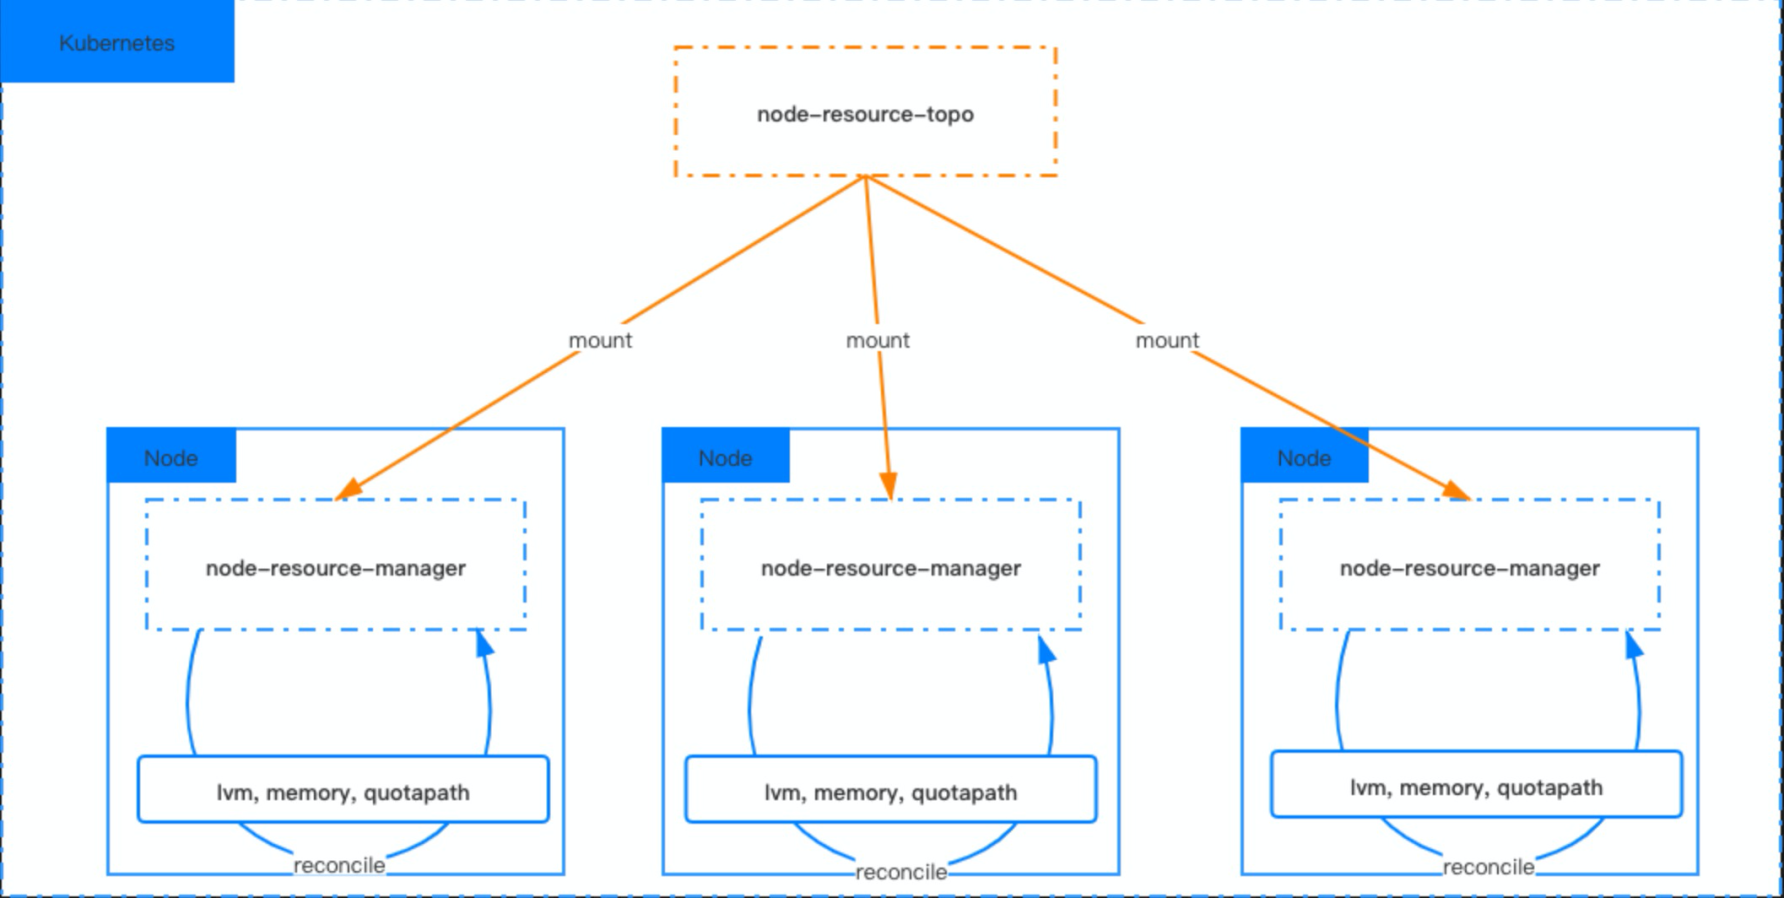 Kubernetes
node-resource-topo
mount
mount
mount
Node
Node
Node
node-resource-manager
node-resource-manager
node-resource-manager
lvm, memory, quotapath
lvm, memory, quotapath
lvm, memory, quotapath
reconcile
reconcile
reconcile